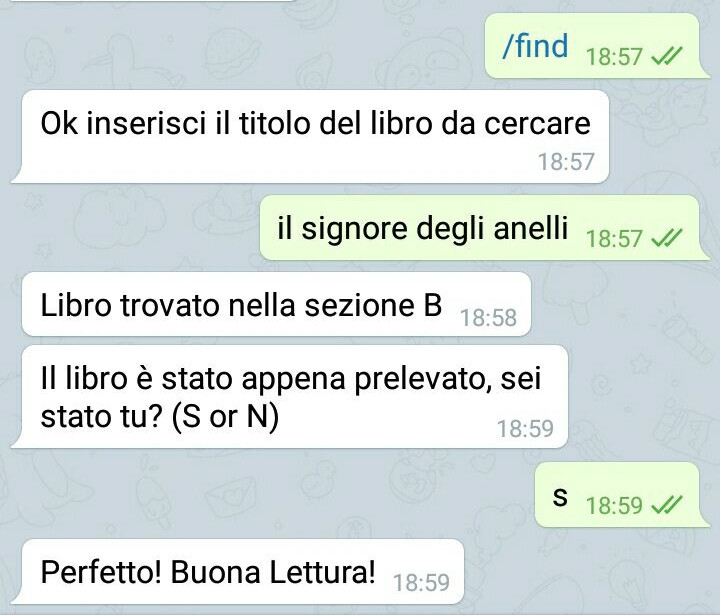 /find 18:57
Ok inserisci il titolo del libro da cercare
18:57
il signore degli anelli 18:57
Libro trovato nella sezione B 18:58
Il libro è stato appena prelevato, sei
stato tu? (S or N)
18:59
s 18:59
Perfetto! Buona Lettura! 18:59